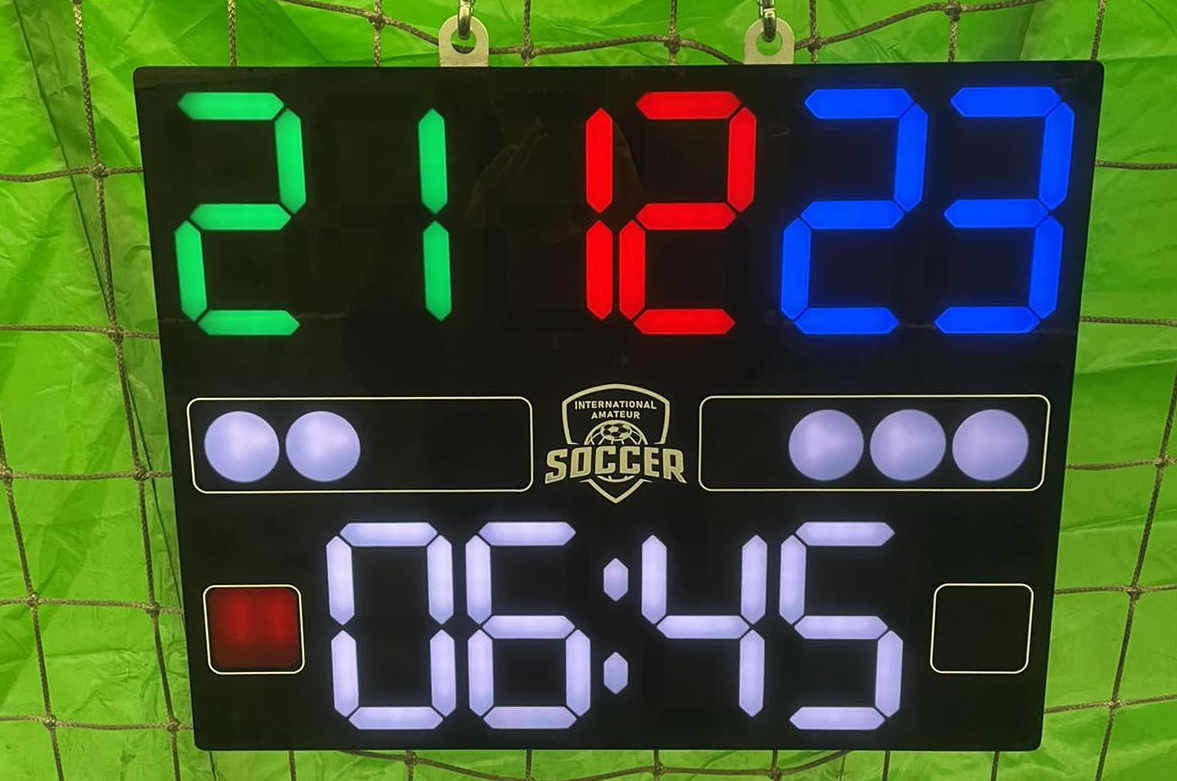 21 12 23
INTERNATIONAL
AMATEUR
SOCCER
06:45